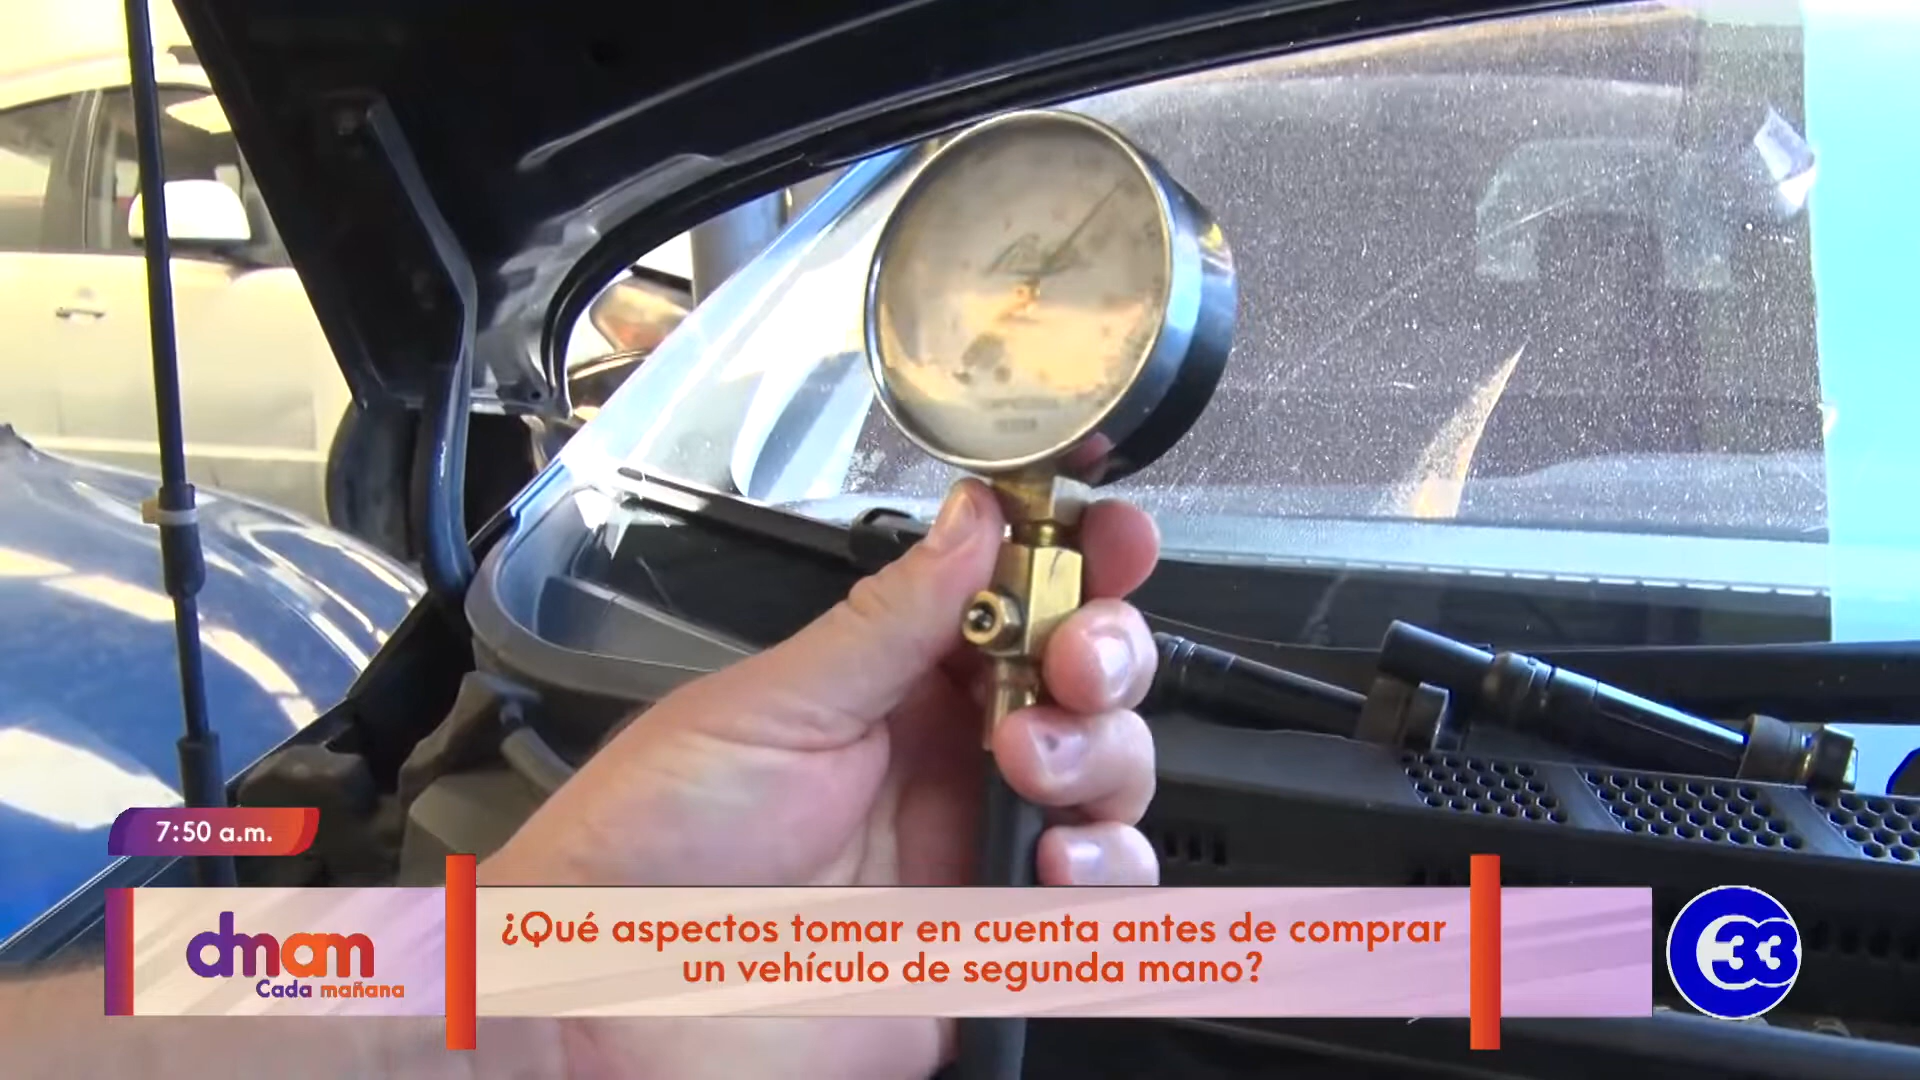 7:50 a.m.
dmam
Cada mañana
¿Qué aspectos tomar en cuenta antes de comprar
un vehículo de segunda mano?
33